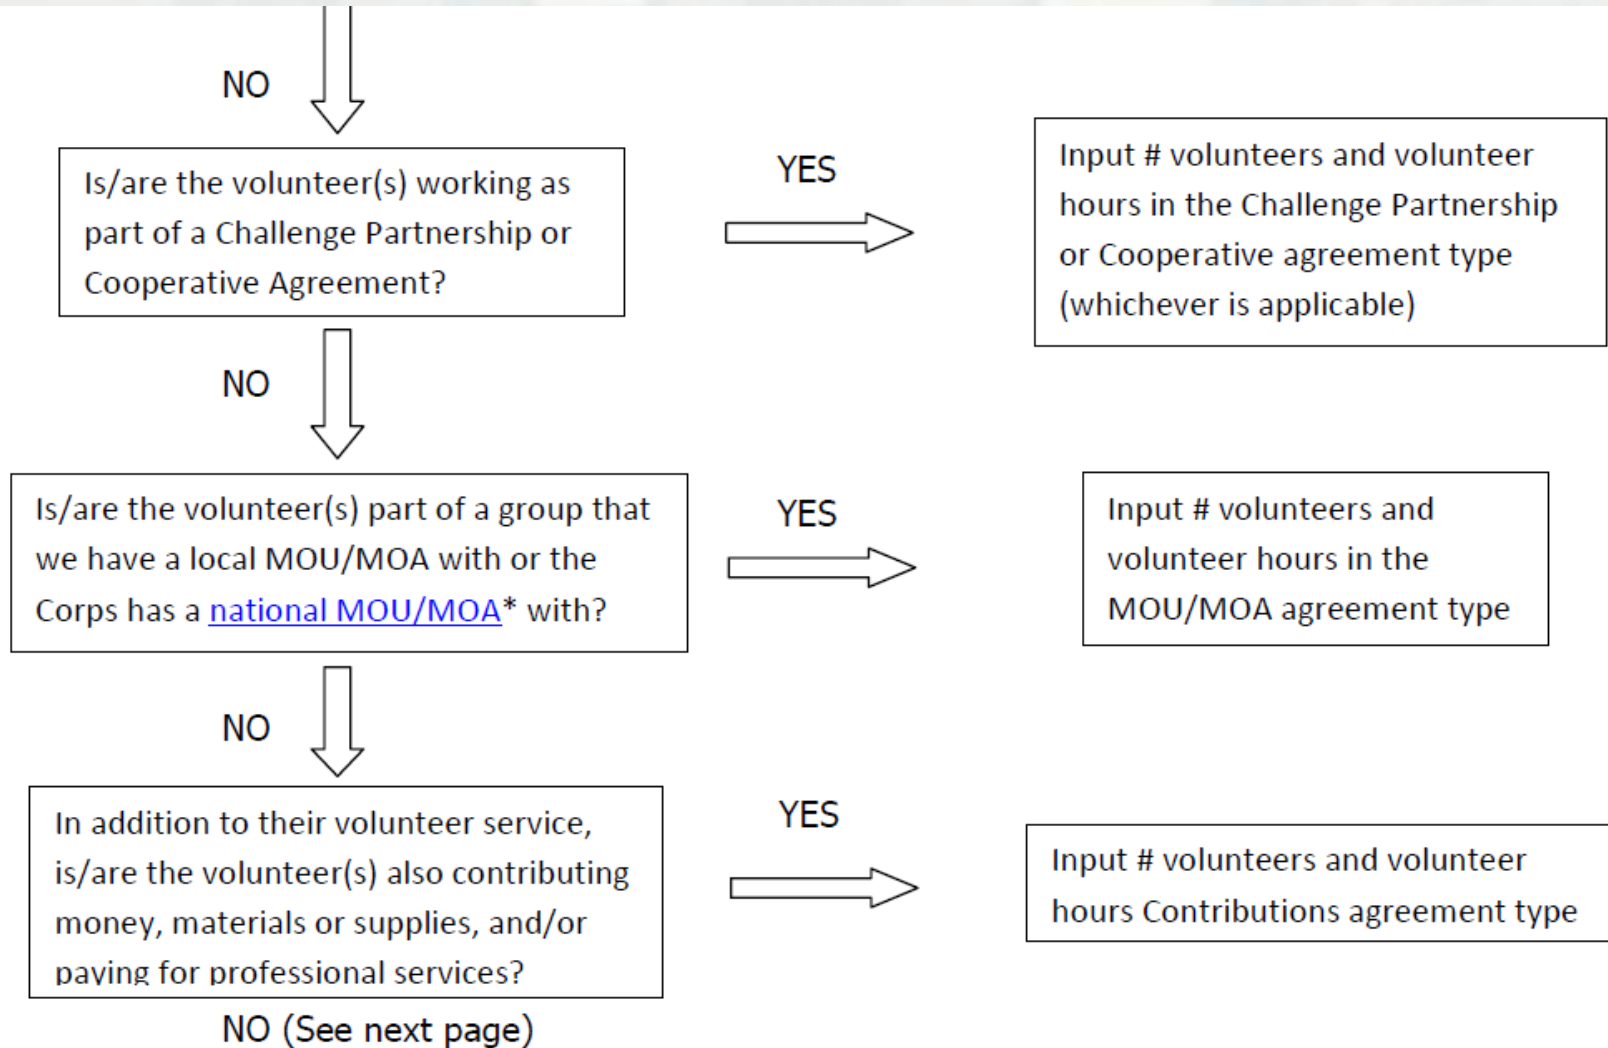 NO
Is/are the volunteer(s) working as
part of a Challenge Partnership or
Cooperative Agreement?
YES
Input # volunteers and volunteer
hours in the Challenge Partnership
or Cooperative agreement type
(whichever is applicable)
NO
Is/are the volunteer(s) part of a group that
we have a local MOU/MOA with or the
Corps has a national MOU/MOA* with?
YES
Input # volunteers and
volunteer hours in the
MOU/MOA agreement type
NO
In addition to their volunteer service,
is/are the volunteer(s) also contributing
money, materials or supplies, and/or
paying for professional services?
YES
Input # volunteers and volunteer
hours Contributions agreement type
NO (See next page)